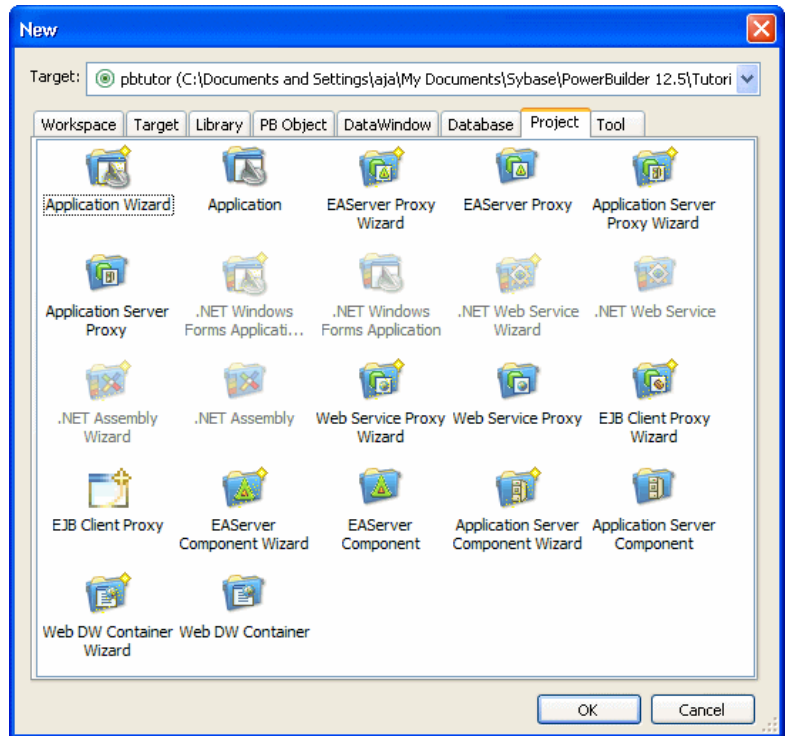 New
Target: pbtutor (C:\Documents and Settings\aja\My Documents\Sybase\PowerBuilder 12.5\Tutori
Workspace Target Library PB Object DataWindow Database Project Tool
Application Wizard
Application
EAServer Proxy
Wizard
EAServer Proxy
Application Server
Proxy Wizard
Application Server
Proxy
.NET Windows
Forms Applicati...
.NET Windows
Forms Application
.NET Web Service
Wizard
.NET Web Service
.NET Assembly
Wizard
.NET Assembly
Web Service Proxy
Wizard
Web Service Proxy
EJB Client Proxy
Wizard
EJB Client Proxy
EAServer
Component Wizard
EAServer
Component
Application Server
Component Wizard
Application Server
Component
Web DW Container
Wizard
Web DW Container
OK Cancel